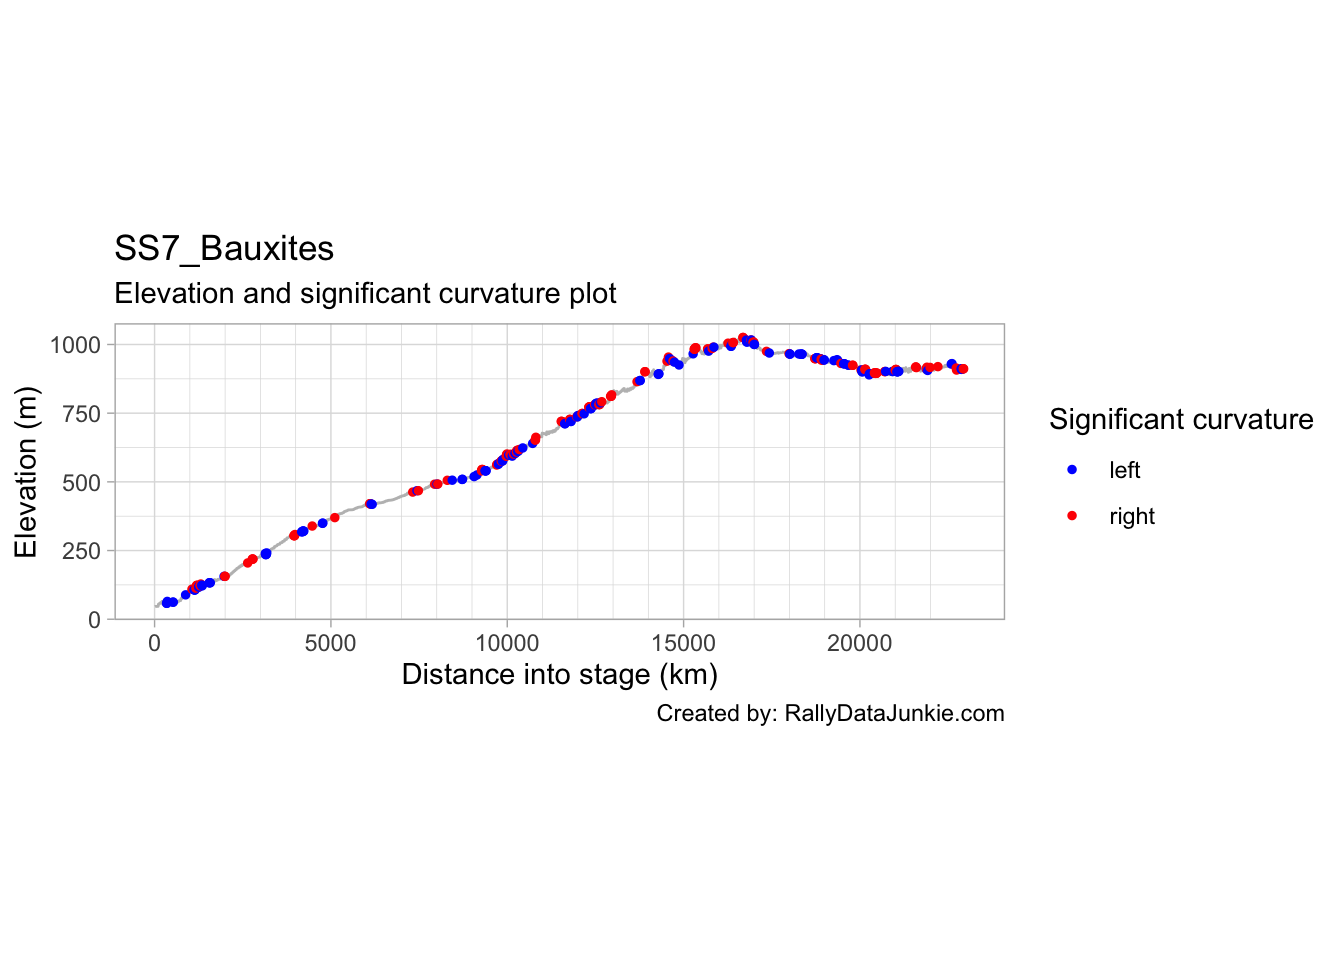 SS7_Bauxites
Elevation and significant curvature plot
Elevation (m)
1000
750
500
250
0
0 5000 10000 15000 20000
Distance into stage (km)
Significant curvature
left
right
Created by: RallyDataJunkie.com